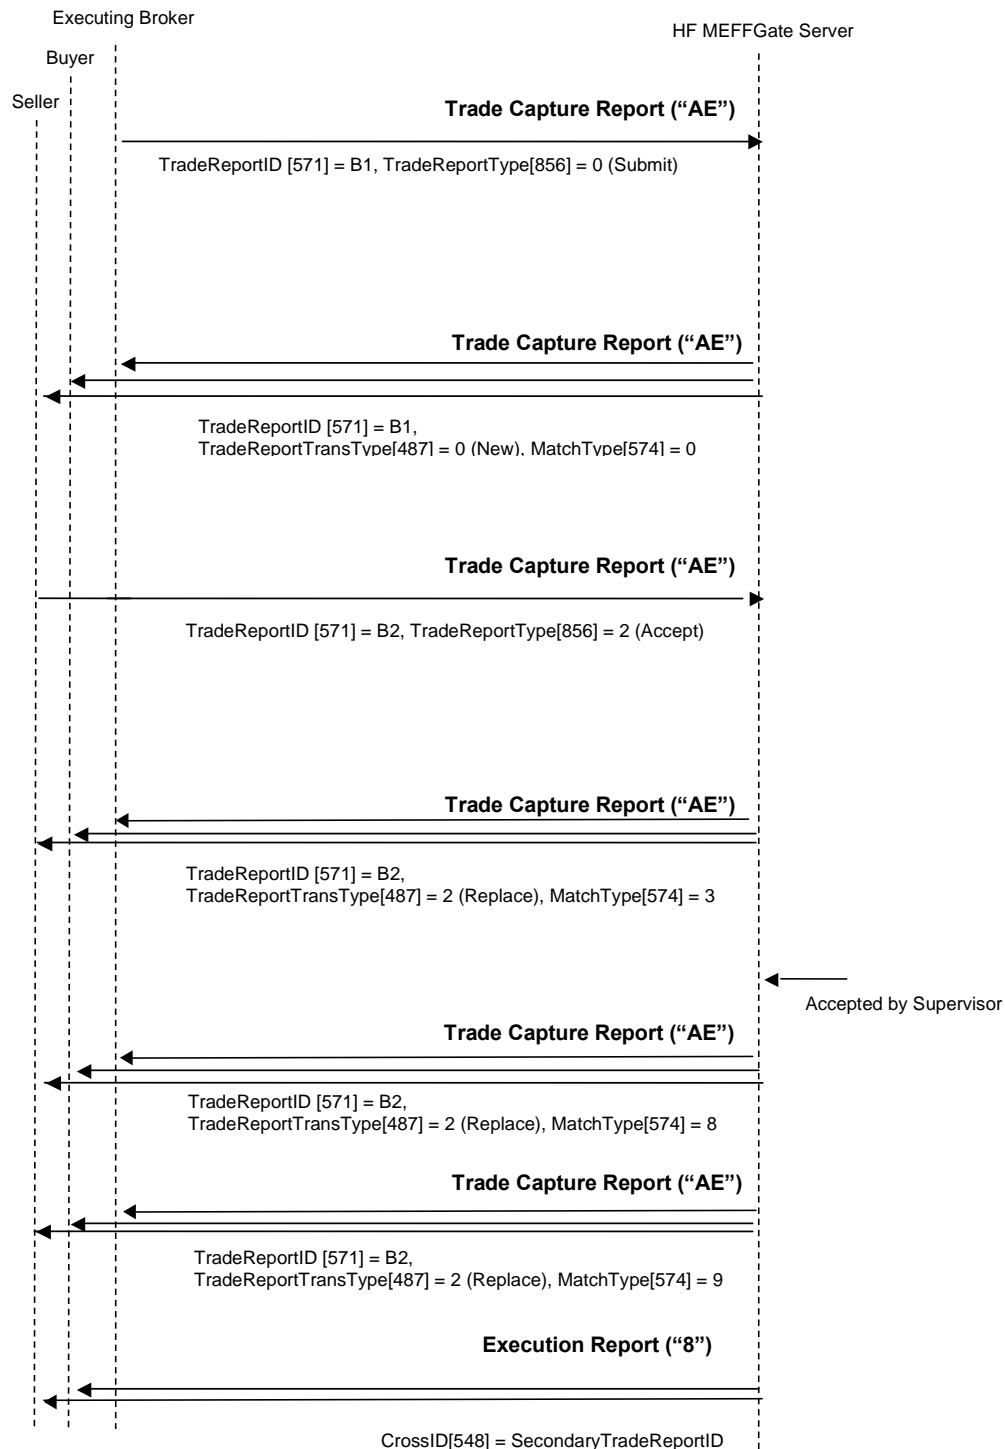 Executing Broker
HF MEFFGate Server
Buyer
Seller
Trade Capture Report (“AE”)
TradeReportID [571] = B1, TradeReportType[856] = 0 (Submit)
Trade Capture Report (“AE”)
TradeReportID [571] = B1,
TradeReportTransType[487] = 0 (New), MatchType[574] = 0
Trade Capture Report (“AE”)
TradeReportID [571] = B2, TradeReportType[856] = 2 (Accept)
Trade Capture Report (“AE”)
TradeReportID [571] = B2,
TradeReportTransType[487] = 2 (Replace), MatchType[574] = 3
Accepted by Supervisor
Trade Capture Report (“AE”)
TradeReportID [571] = B2,
TradeReportTransType[487] = 2 (Replace), MatchType[574] = 8
Trade Capture Report (“AE”)
TradeReportID [571] = B2,
TradeReportTransType[487] = 2 (Replace), MatchType[574] = 9
Execution Report (“8”)
CrossID[548] = SecondaryTradeReportID